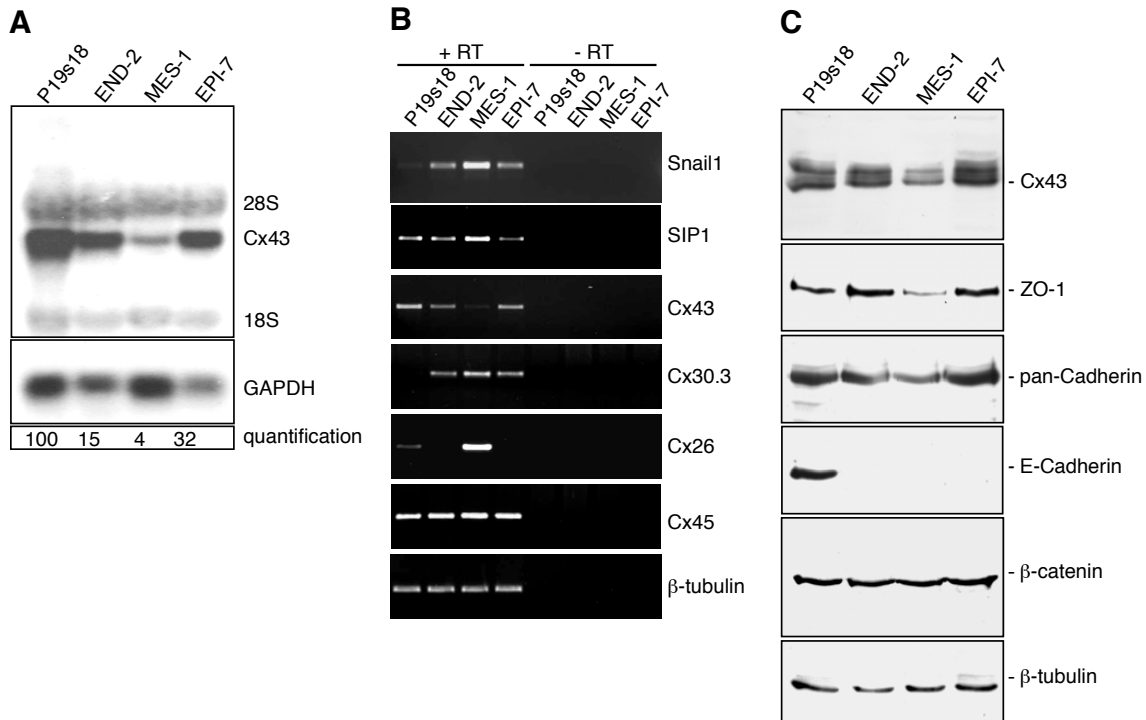 A
P19s18 END-2 MES-1 EPI-7
28S
Cx43
18S
GAPDH
100 15 4 32 quantification
B
+ RT - RT
P19s18 END-2 MES-1 EPI-7 P19s18 END-2 MES-1 EPI-7
Snail1
SIP1
Cx43
Cx30.3
Cx26
Cx45
β-tubulin
C
P19s18 END-2 MES-1 EPI-7
- Cx43
- ZO-1
- pan-Cadherin
- E-Cadherin
- β-catenin
- β-tubulin